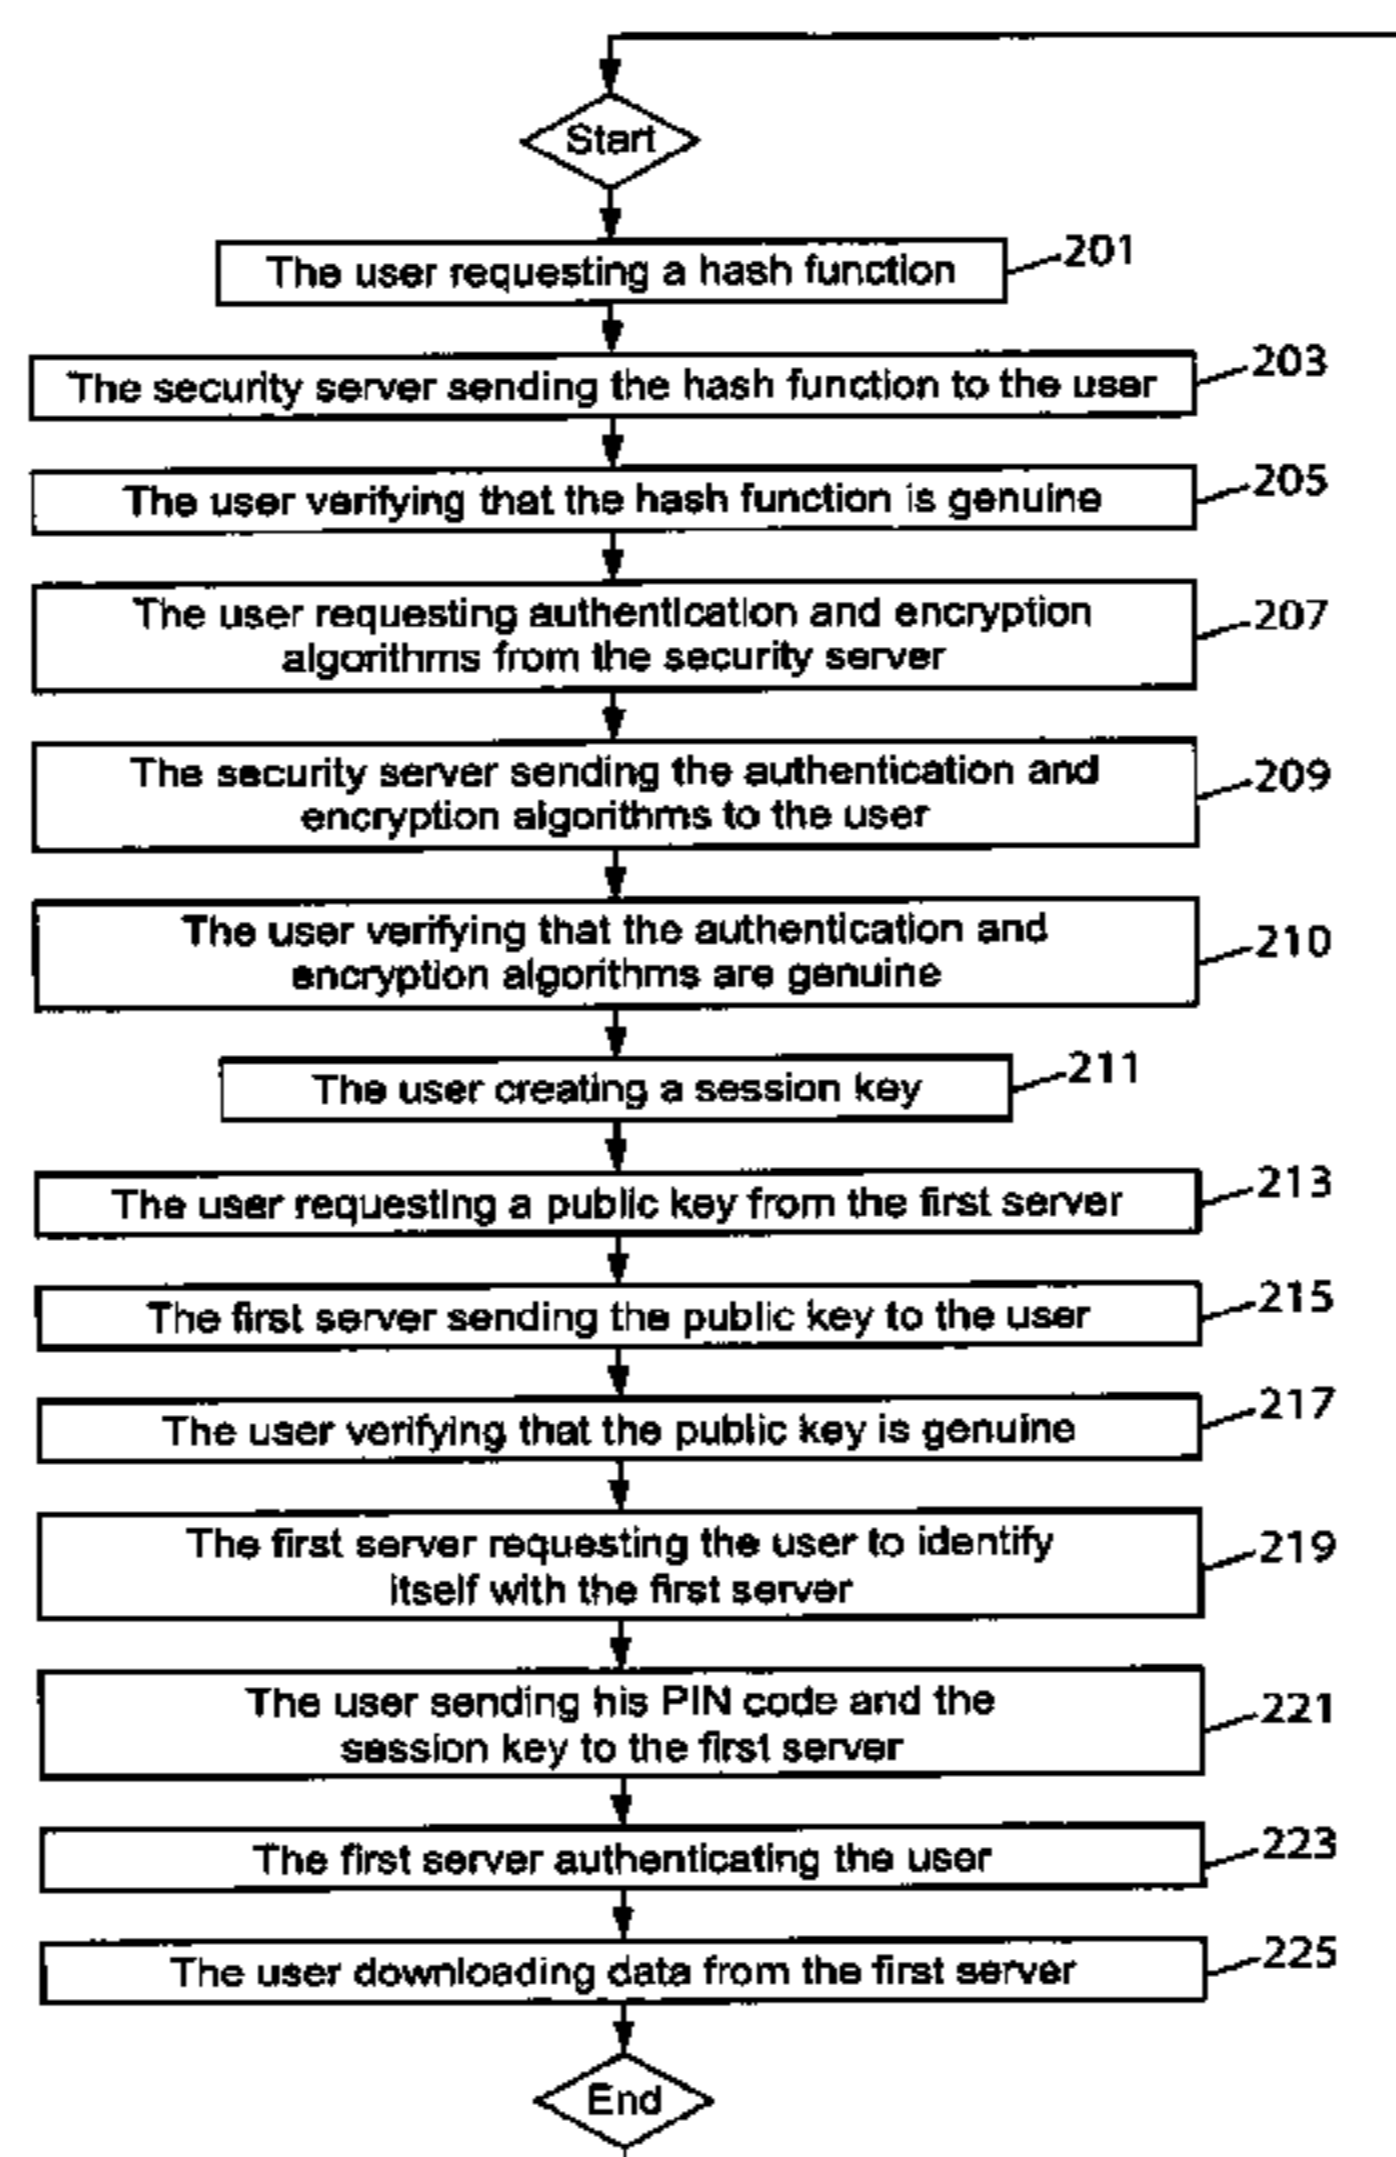 Start
The user requesting a hash function
201
The security server sending the hash function to the user
203
The user verifying that the hash function is genuine
205
The user requesting authentication and encryption
algorithms from the security server
207
The security server sending the authentication and
encryption algorithms to the user
209
The user verifying that the authentication and
encryption algorithms are genuine
210
The user creating a session key
211
The user requesting a public key from the first server
213
The first server sending the public key to the user
215
The user verifying that the public key is genuine
217
The first server requesting the user to identify
itself with the first server
219
The user sending his PIN code and the
session key to the first server
221
The first server authenticating the user
223
The user downloading data from the first server
225
End